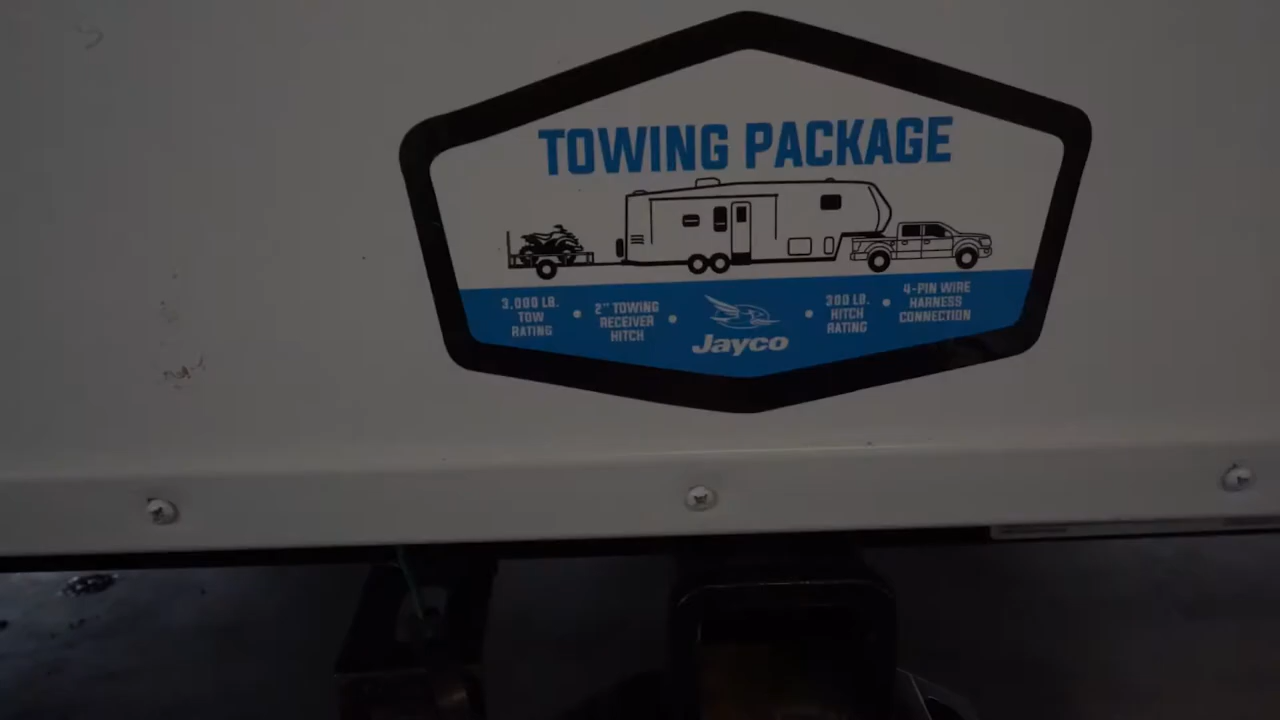 TOWING PACKAGE
3,000 LB.
TOW
RATING
2" TOWING
RECEIVER
HITCH
Jayco
300 LB.
HITCH
RATING
4-PIN WIRE
HARNESS
CONNECTION